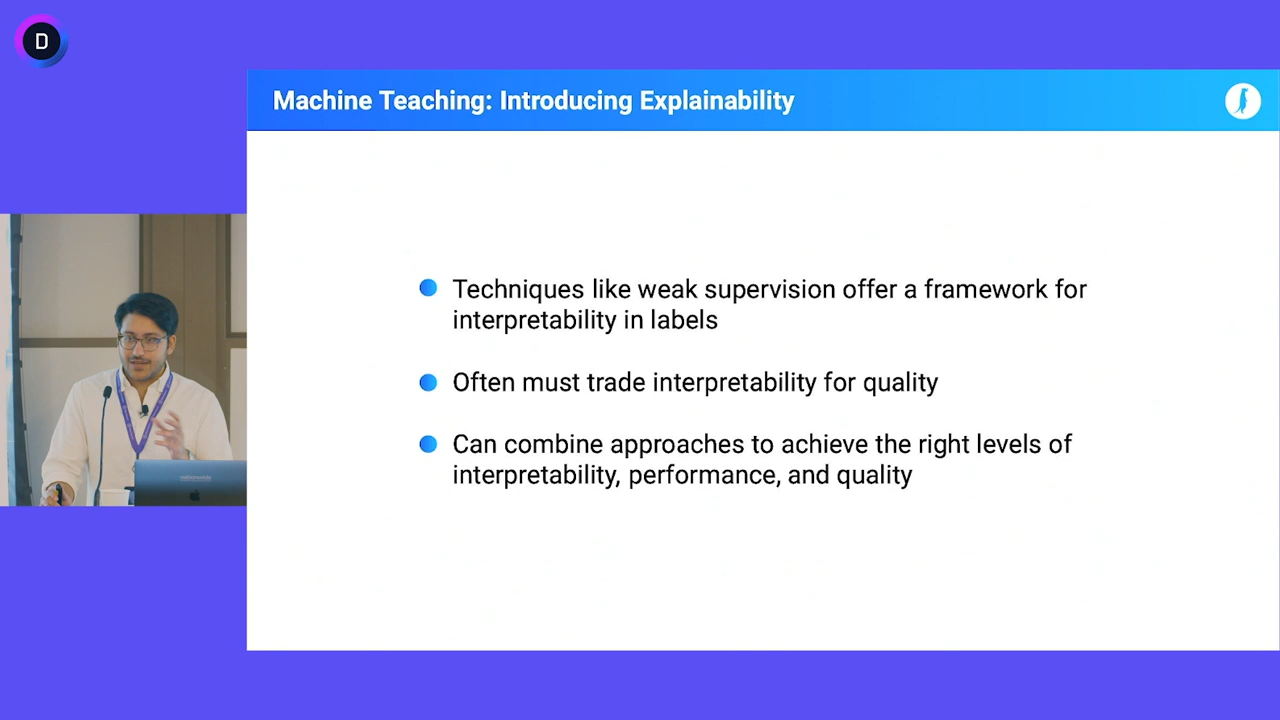 D
Machine Teaching: Introducing Explainability
Techniques like weak supervision offer a framework for
interpretability in labels
Often must trade interpretability for quality
Can combine approaches to achieve the right levels of
interpretability, performance, and quality